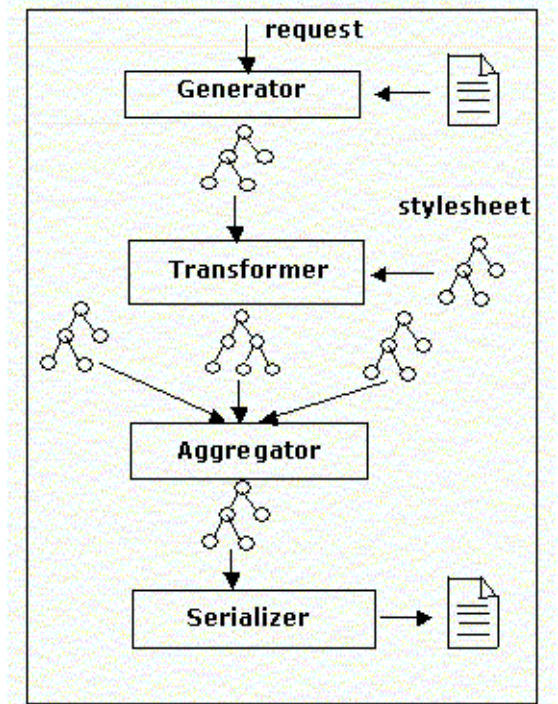 request
Generator
stylesheet
Transformer
Aggregator
Serializer